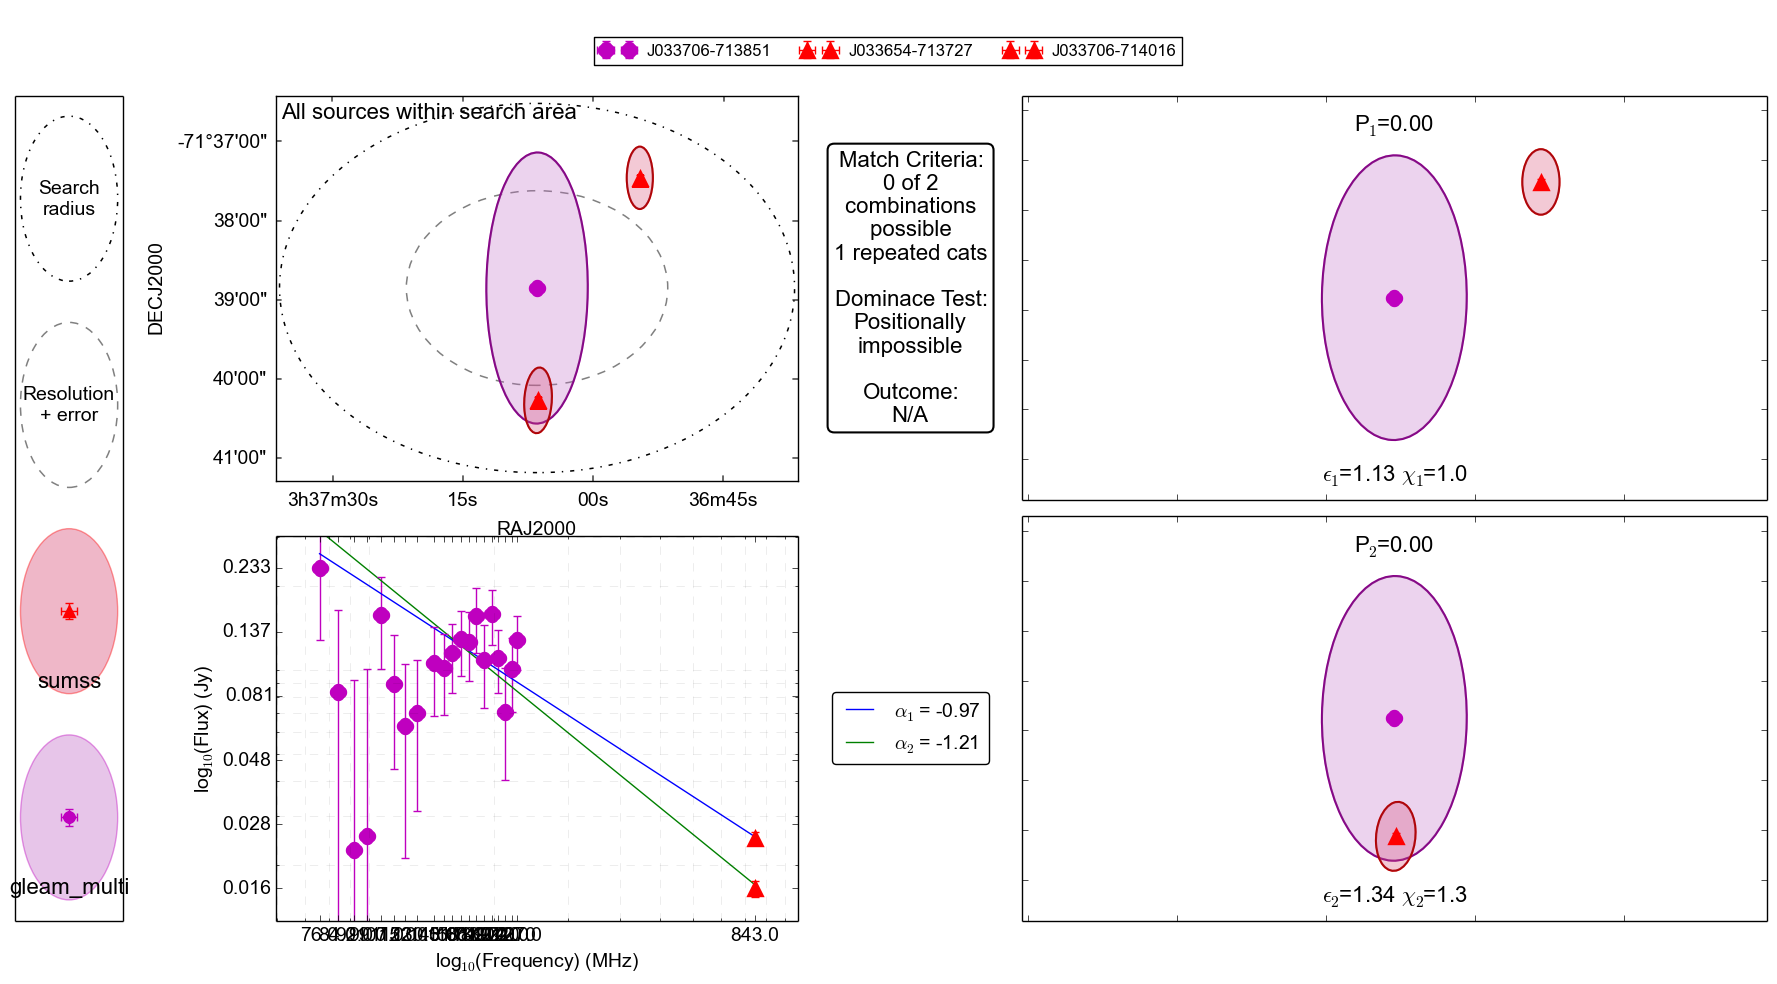 J033706-713851 J033654-713727 J033706-714016
Search
radius
Resolution
+ error
sumss
gleam_multi
All sources within search area
DECJ2000
-71°37'00"
38'00"
39'00"
40'00"
41'00"
3h37m30s 15s 00s 36m45s
RAJ2000
Match Criteria:
0 of 2
combinations
possible
1 repeated cats
Dominace Test:
Positionally
impossible
Outcome:
N/A
P1=0.00
ϵ1=1.13 χ1=1.0
log10(Flux) (Jy)
0.233
0.137
0.081
0.048
0.028
0.016
843.0
log10(Frequency) (MHz)
α1 = -0.97
α2 = -1.21
P2=0.00
ϵ2=1.34 χ2=1.3